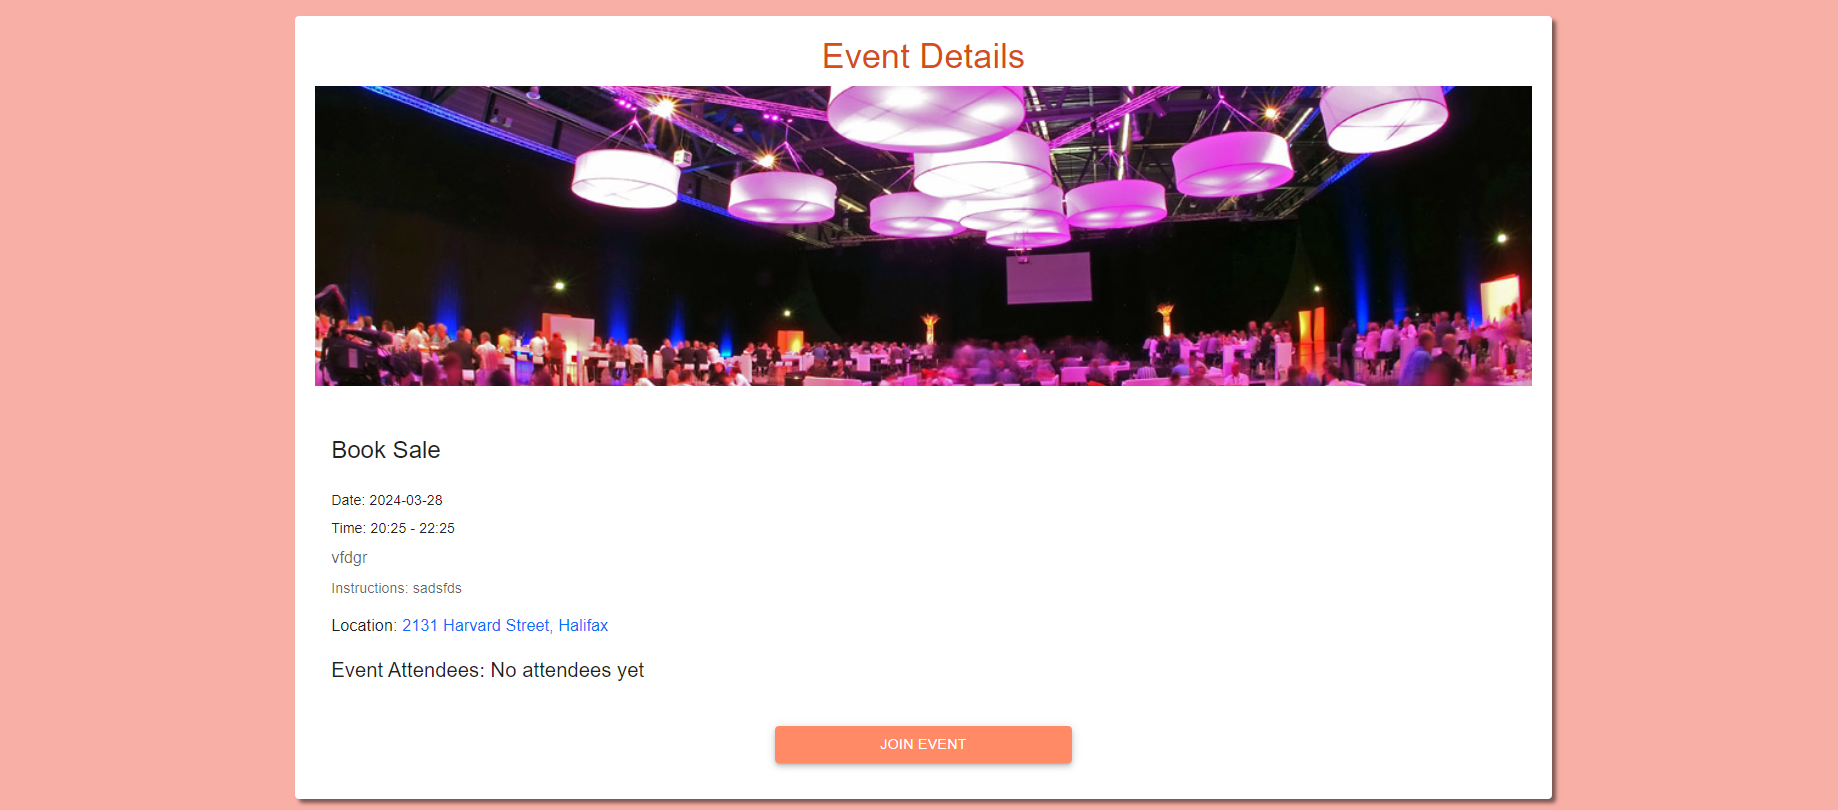 Event Details
Book Sale
Date: 2024-03-28
Time: 20:25 - 22:25
vfdgr
Instructions: sadsfds
Location: 2131 Harvard Street, Halifax
Event Attendees: No attendees yet
JOIN EVENT